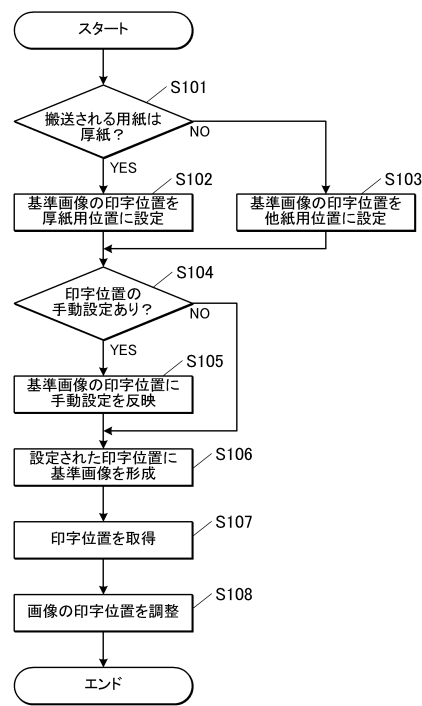 スタート
S101
搬送される用紙は
厚紙？
NO
YES
S102
基準画像の印字位置を
厚紙用位置に設定
S103
基準画像の印字位置を
他紙用位置に設定
S104
印字位置の
手動設定あり？
NO
YES
S105
基準画像の印字位置に
手動設定を反映
S106
設定された印字位置に
基準画像を形成
S107
印字位置を取得
S108
画像の印字位置を調整
エンド